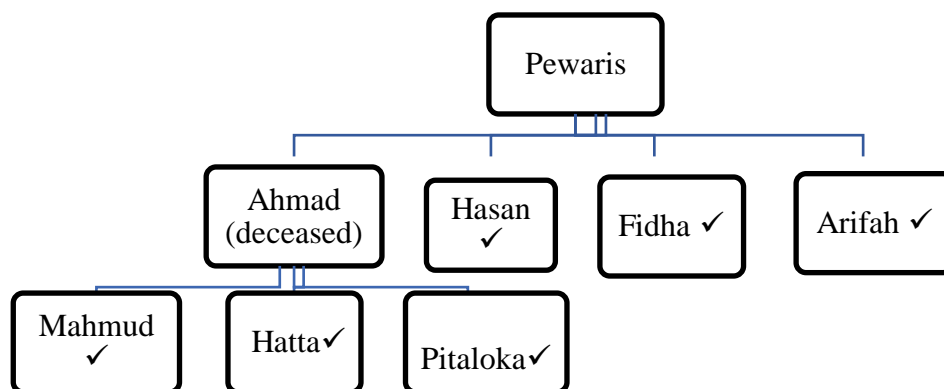 Pewaris
Ahmad
(deceased)
Hasan
✓
Fidha ✓
Arifah ✓
Mahmud
✓
Hatta✓
Pitaloka✓